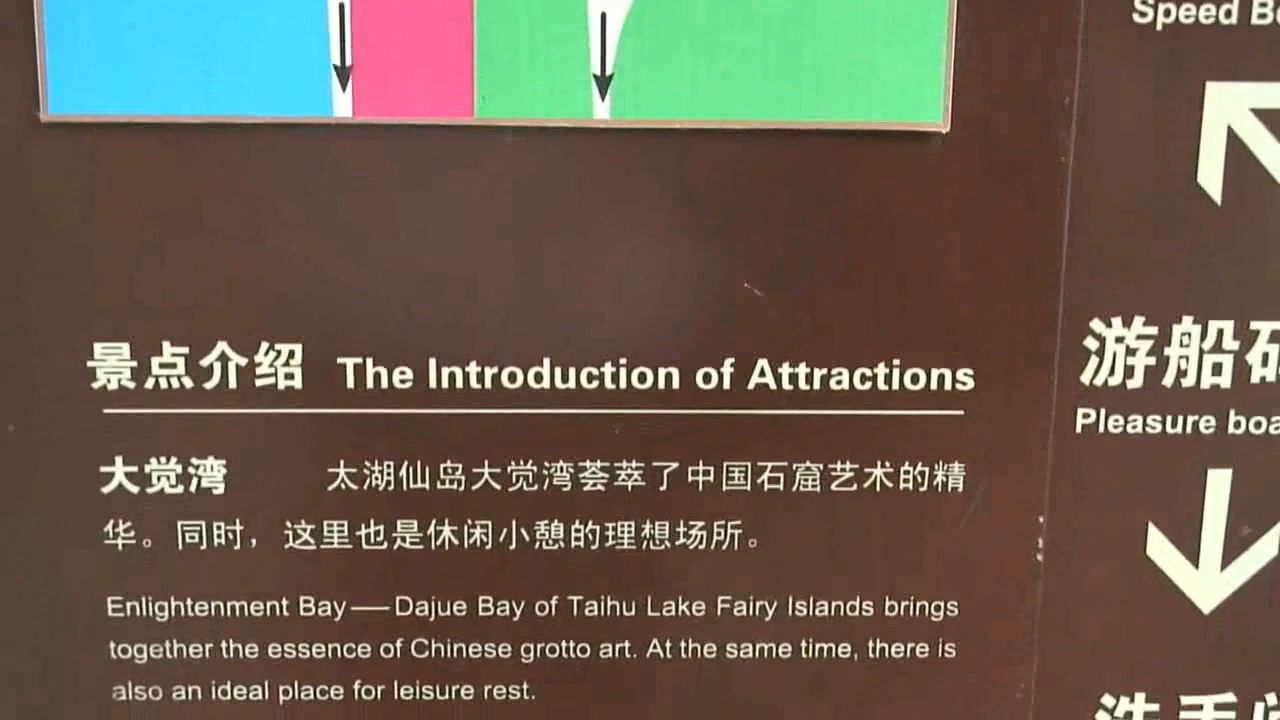 Speed
景点介绍 The Introduction of Attractions
大觉湾 太湖仙岛大觉湾荟萃了中国石窟艺术的精
华。同时，这里也是休闲小憩的理想场所。
Enlightenment Bay——Dajue Bay of Taihu Lake Fairy Islands brings
together the essence of Chinese grotto art. At the same time, there is
also an ideal place for leisure rest.
游船
Pleasure
洗手